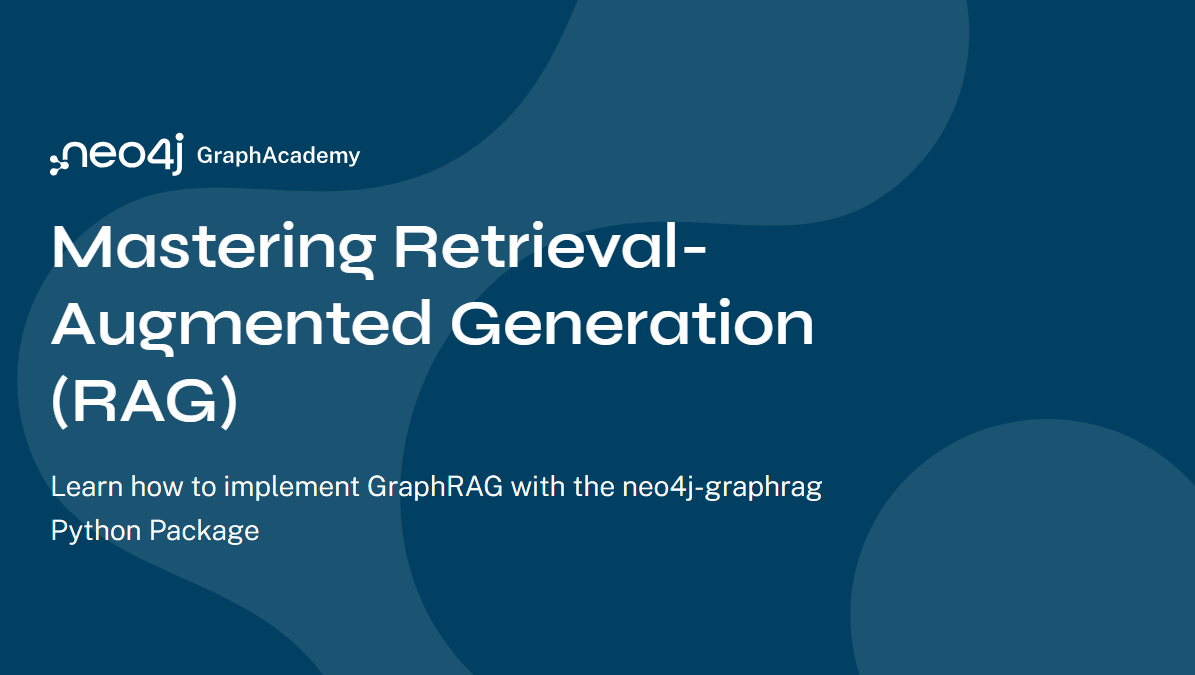 neo4j GraphAcademy
Mastering Retrieval-
Augmented Generation
(RAG)
Learn how to implement GraphRAG with the neo4j-graphrag
Python Package